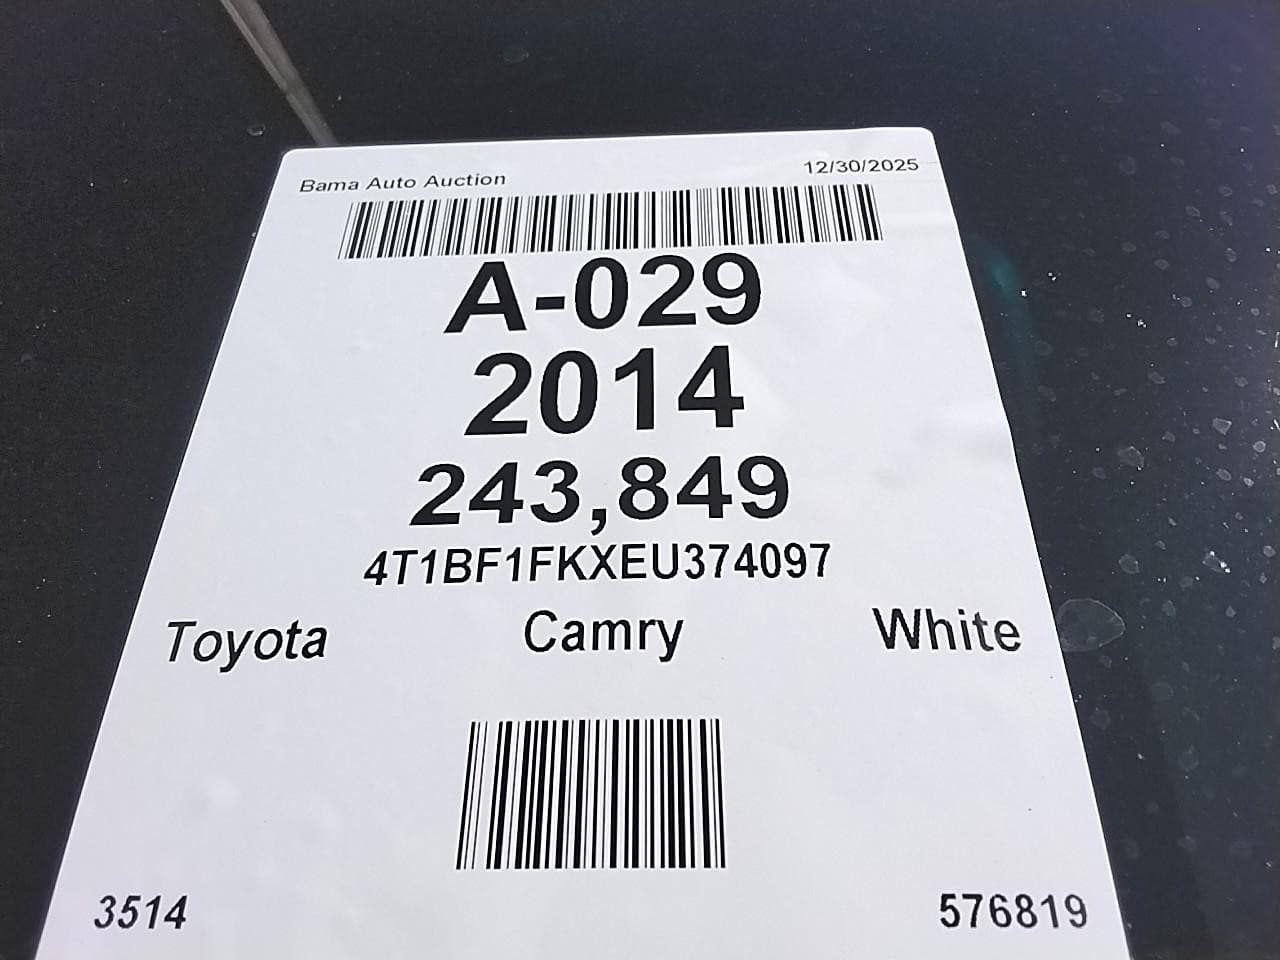 Bama Auto Auction 12/30/2025
A-029
2014
243,849
4T1BF1FKXEU374097
Toyota Camry White
3514 576819